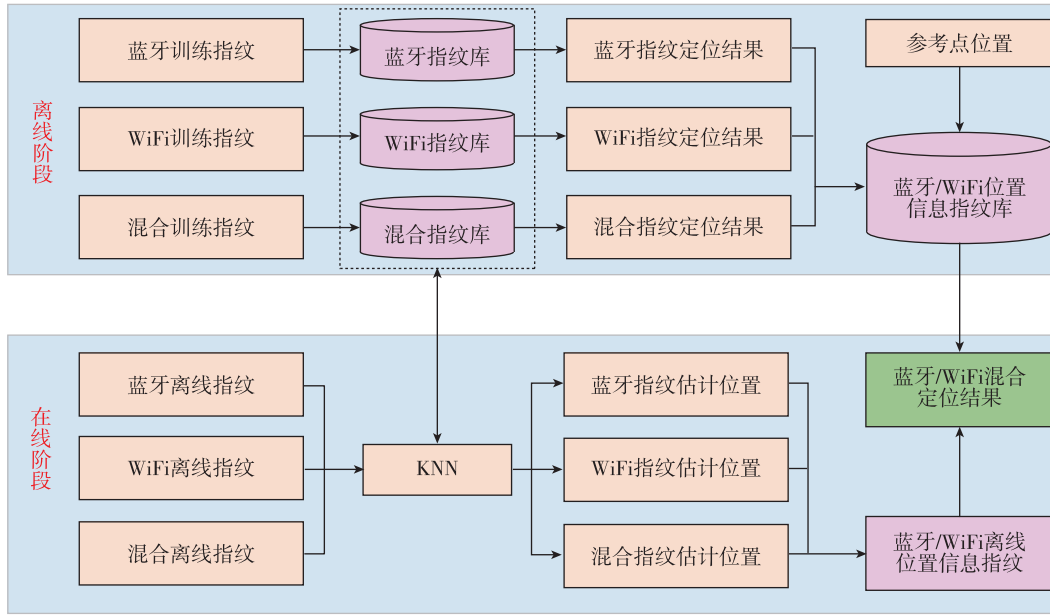 离线阶段
蓝牙训练指纹
蓝牙指纹库
蓝牙指纹定位结果
参考点位置
WiFi训练指纹
WiFi指纹库
WiFi指纹定位结果
蓝牙/WiFi位置
信息指纹库
混合训练指纹
混合指纹库
混合指纹定位结果
在线阶段
蓝牙离线指纹
蓝牙指纹估计位置
蓝牙/WiFi混合
定位结果
WiFi离线指纹
KNN
WiFi指纹估计位置
混合离线指纹
混合指纹估计位置
蓝牙/WiFi离线
位置信息指纹